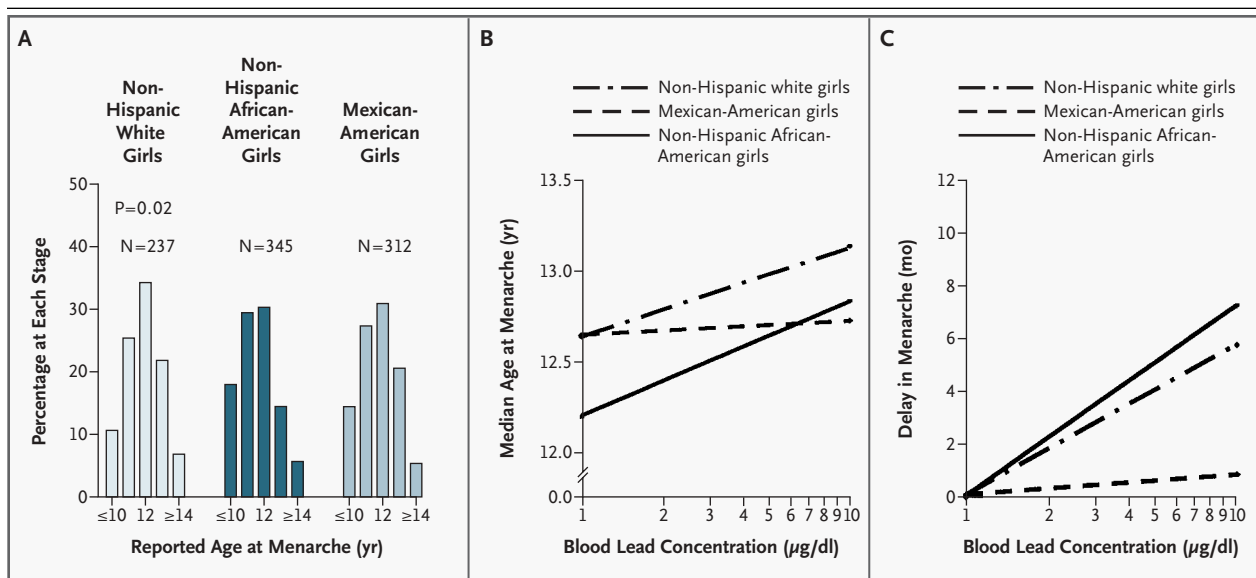 A
Non-
Hispanic
White
Girls
Non-
Hispanic
African-
American
Girls
Mexican-
American
Girls
50
40
30
20
10
0
P=0.02
N=237
N=345
N=312
≤10 12 ≥14
≤10 12 ≥14
≤10 12 ≥14
Percentage at Each Stage
Reported Age at Menarche (yr)
B
Non-Hispanic white girls
Mexican-American girls
Non-Hispanic African-
American girls
13.5
13.0
12.5
12.0
0.0
1 2 3 4 5 6 7 8 9 10
Median Age at Menarche (yr)
Blood Lead Concentration (µg/dl)
C
Non-Hispanic white girls
Mexican-American girls
Non-Hispanic African-
American girls
12
10
8
6
4
2
0
1 2 3 4 5 6 7 8 9 10
Delay in Menarche (mo)
Blood Lead Concentration (µg/dl)